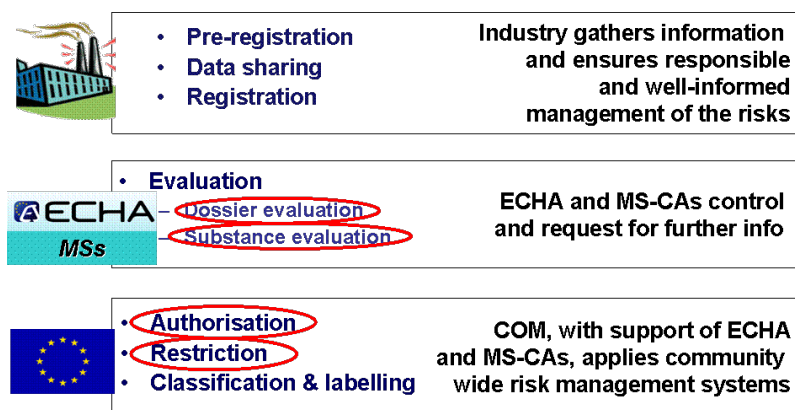 • Pre-registration
• Data sharing
• Registration
Industry gathers information
and ensures responsible
and well-informed
management of the risks
• Evaluation
– Dossier evaluation
– Substance evaluation
ECHA
MSs
ECHA and MS-CAs control
and request for further info
• Authorisation
• Restriction
• Classification & labelling
COM, with support of ECHA
and MS-CAs, applies community
wide risk management systems